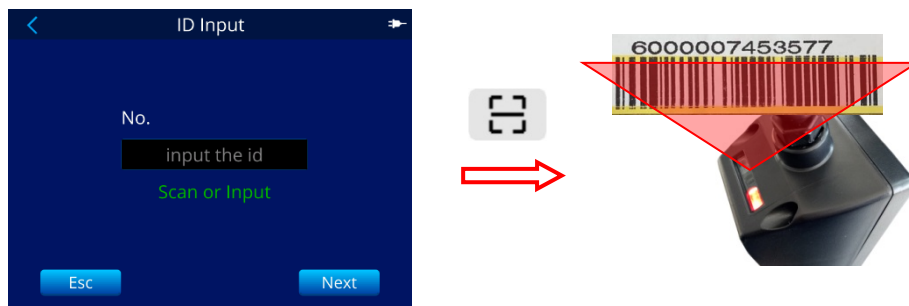 ID Input
No.
input the id
Scan or Input
Esc
Next
6000007453577